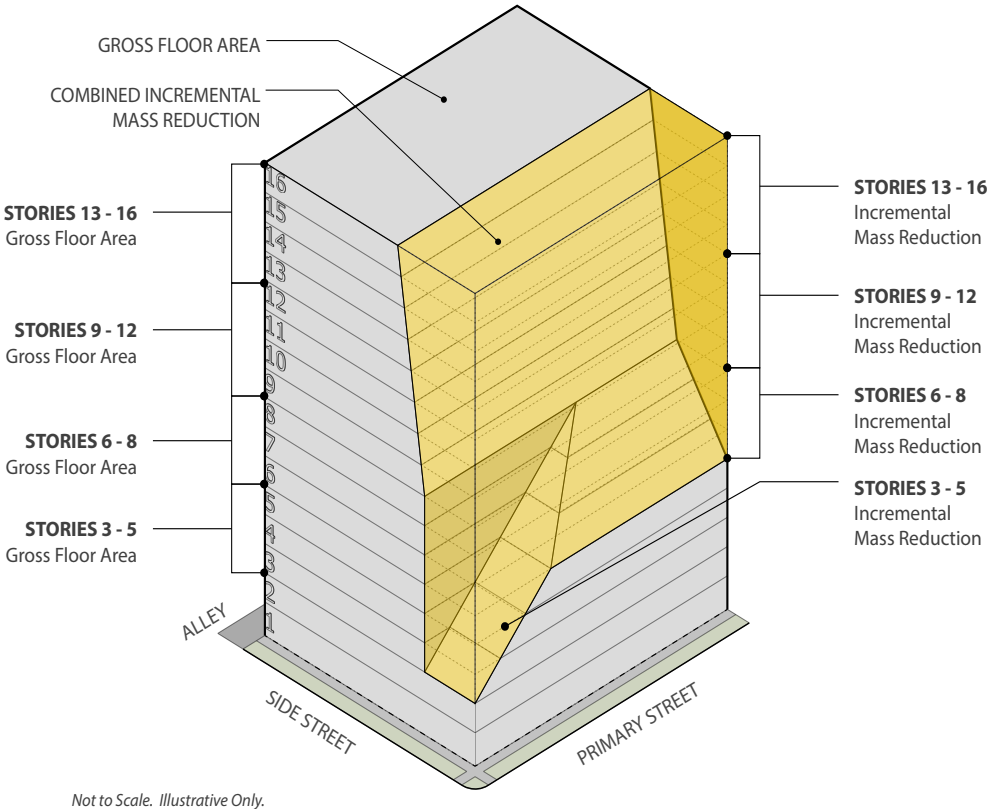 GROSS FLOOR AREA
COMBINED INCREMENTAL
MASS REDUCTION
STORIES 13 - 16
Gross Floor Area
STORIES 9 - 12
Gross Floor Area
STORIES 6 - 8
Gross Floor Area
STORIES 3 - 5
Gross Floor Area
16
15
14
13
12
11
10
9
8
7
6
5
4
3
2
1
STORIES 13 - 16
Incremental
Mass Reduction
STORIES 9 - 12
Incremental
Mass Reduction
STORIES 6 - 8
Incremental
Mass Reduction
STORIES 3 - 5
Incremental
Mass Reduction
ALLEY
SIDE STREET
PRIMARY STREET
Not to Scale. Illustrative Only.